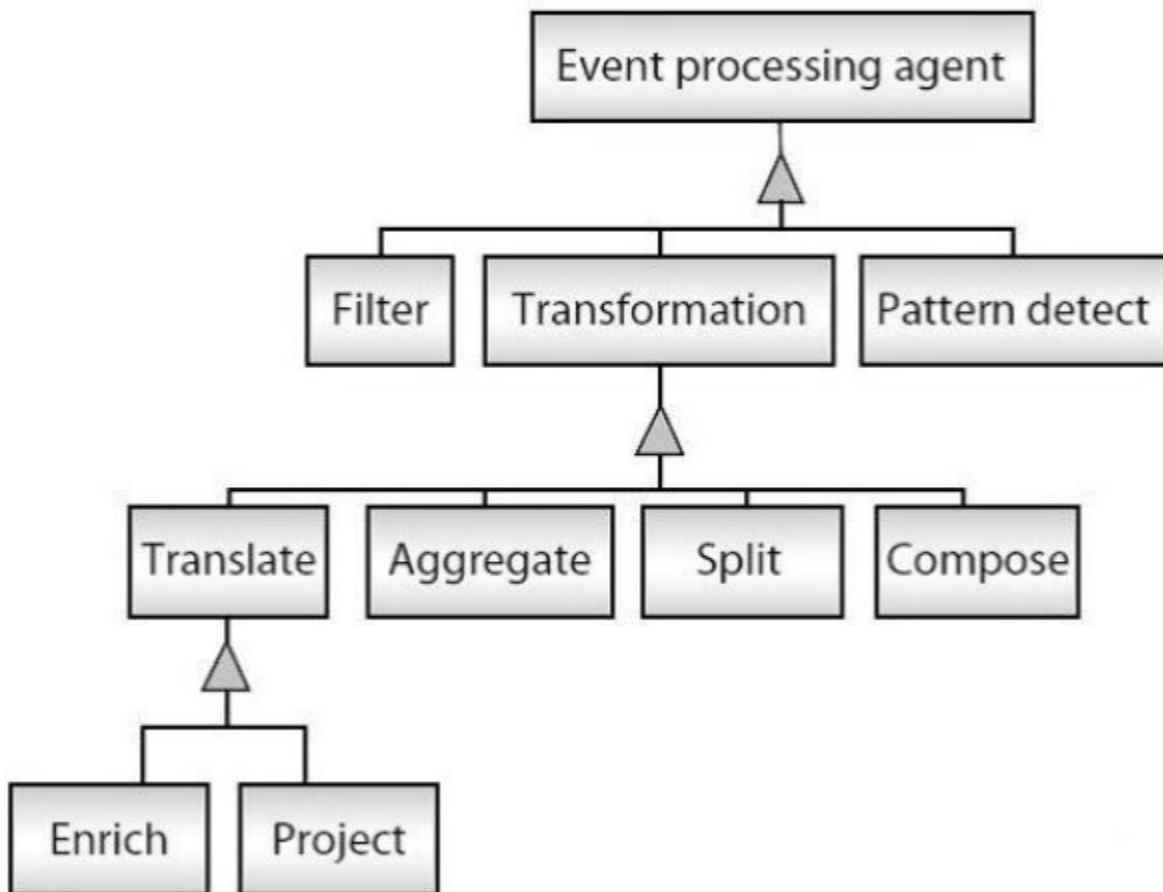 Event processing agent
Filter
Transformation
Pattern detect
Translate
Aggregate
Split
Compose
Enrich
Project